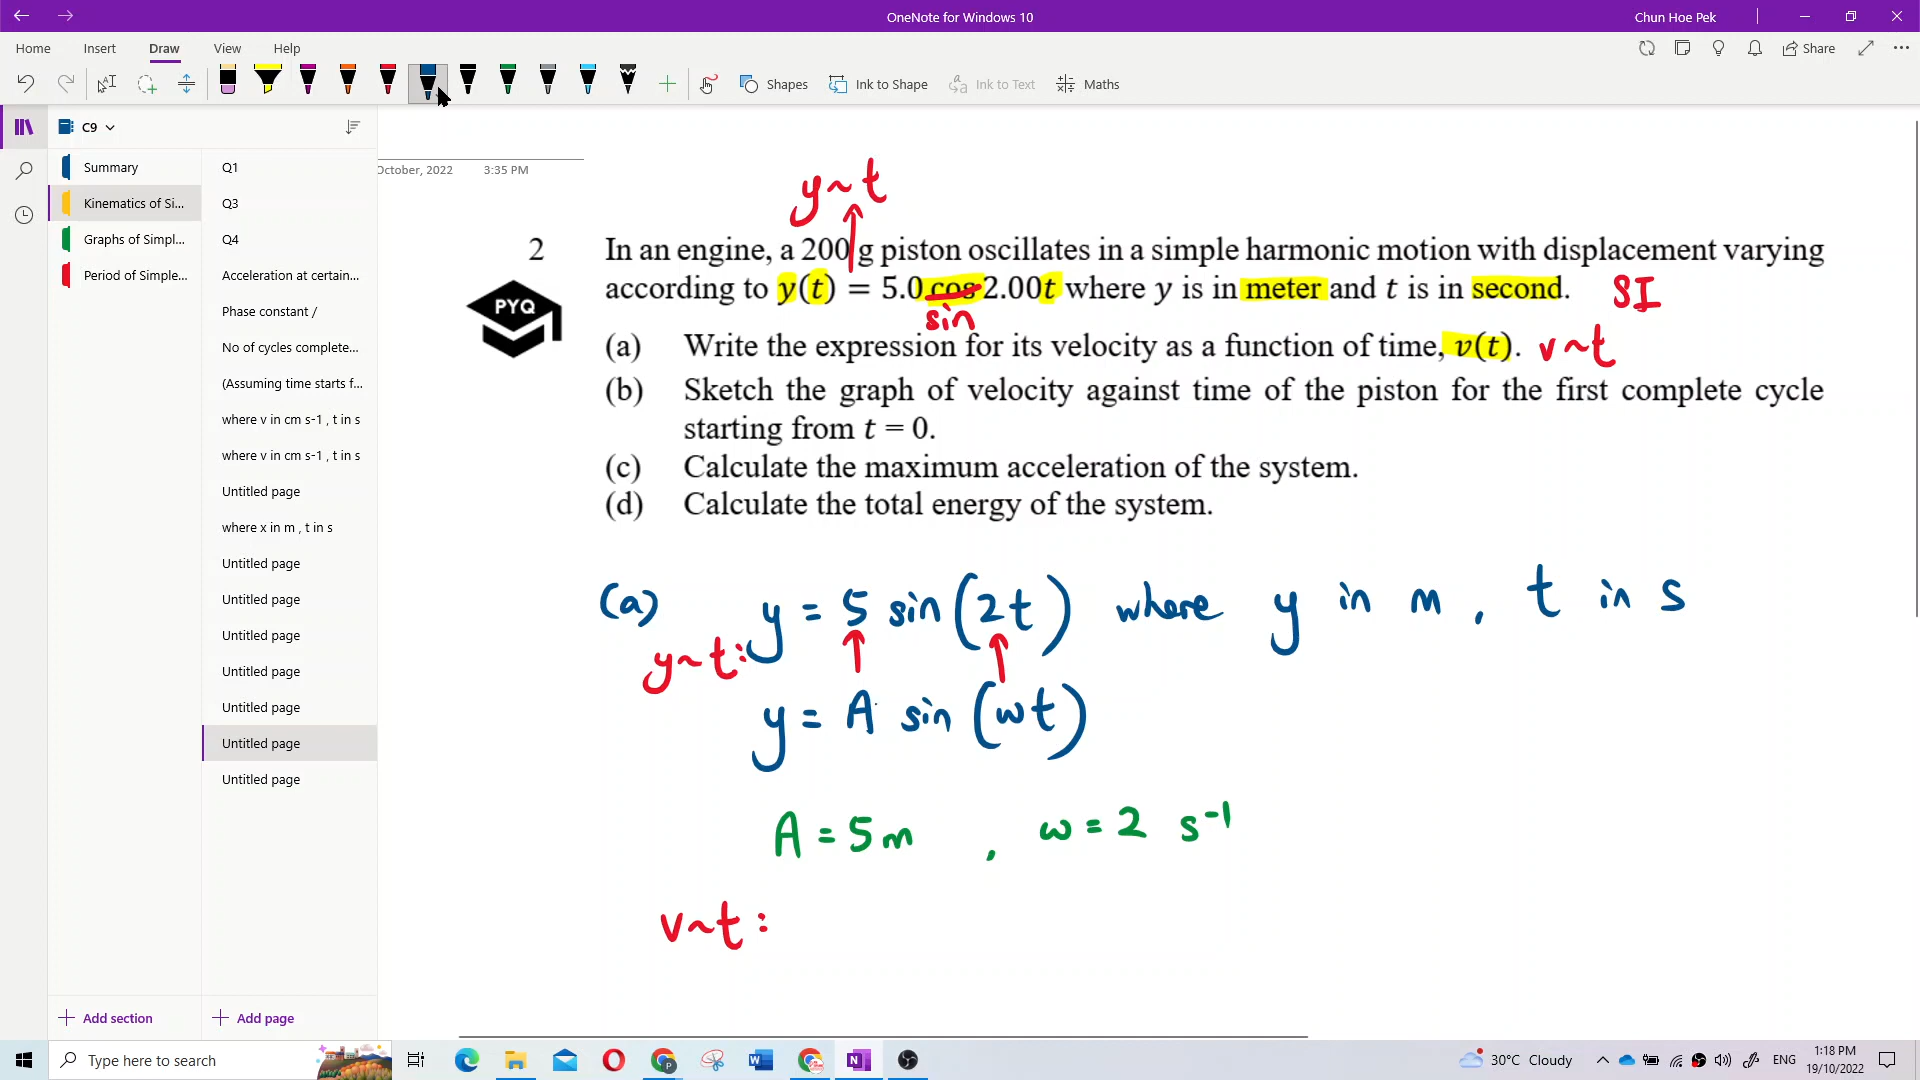 OneNote for Windows 10
Chun Hoe Pek
Home Insert Draw View Help
Share
Shapes Ink to Shape Ink to Text Maths
C9
Summary
Kinematics of Si...
Graphs of Simpl...
Period of Simple...
Q1
Q3
Q4
Acceleration at certain...
Phase constant /
No of cycles complete...
(Assuming time starts f...
where v in cm s-1 , t in s
where v in cm s-1 , t in s
Untitled page
where x in m , t in s
Untitled page
Untitled page
Untitled page
Untitled page
Untitled page
Untitled page
Untitled page
Add section
Add page
October, 2022 3:35 PM
y~t
2 In an engine, a 200 g piston oscillates in a simple harmonic motion with displacement varying
PYQ
according to y(t) = 5.0 cos 2.00t where y is in meter and t is in second. SI
sin
(a) Write the expression for its velocity as a function of time, v(t). v~t
(b) Sketch the graph of velocity against time of the piston for the first complete cycle
starting from t = 0.
(c) Calculate the maximum acceleration of the system.
(d) Calculate the total energy of the system.
(a) y = 5 sin (2t) where y in m , t in s
y~t:
y = A sin (ωt)
A = 5m , ω = 2 s⁻¹
v~t :
Type here to search
30°C Cloudy
ENG
1:18 PM
19/10/2022